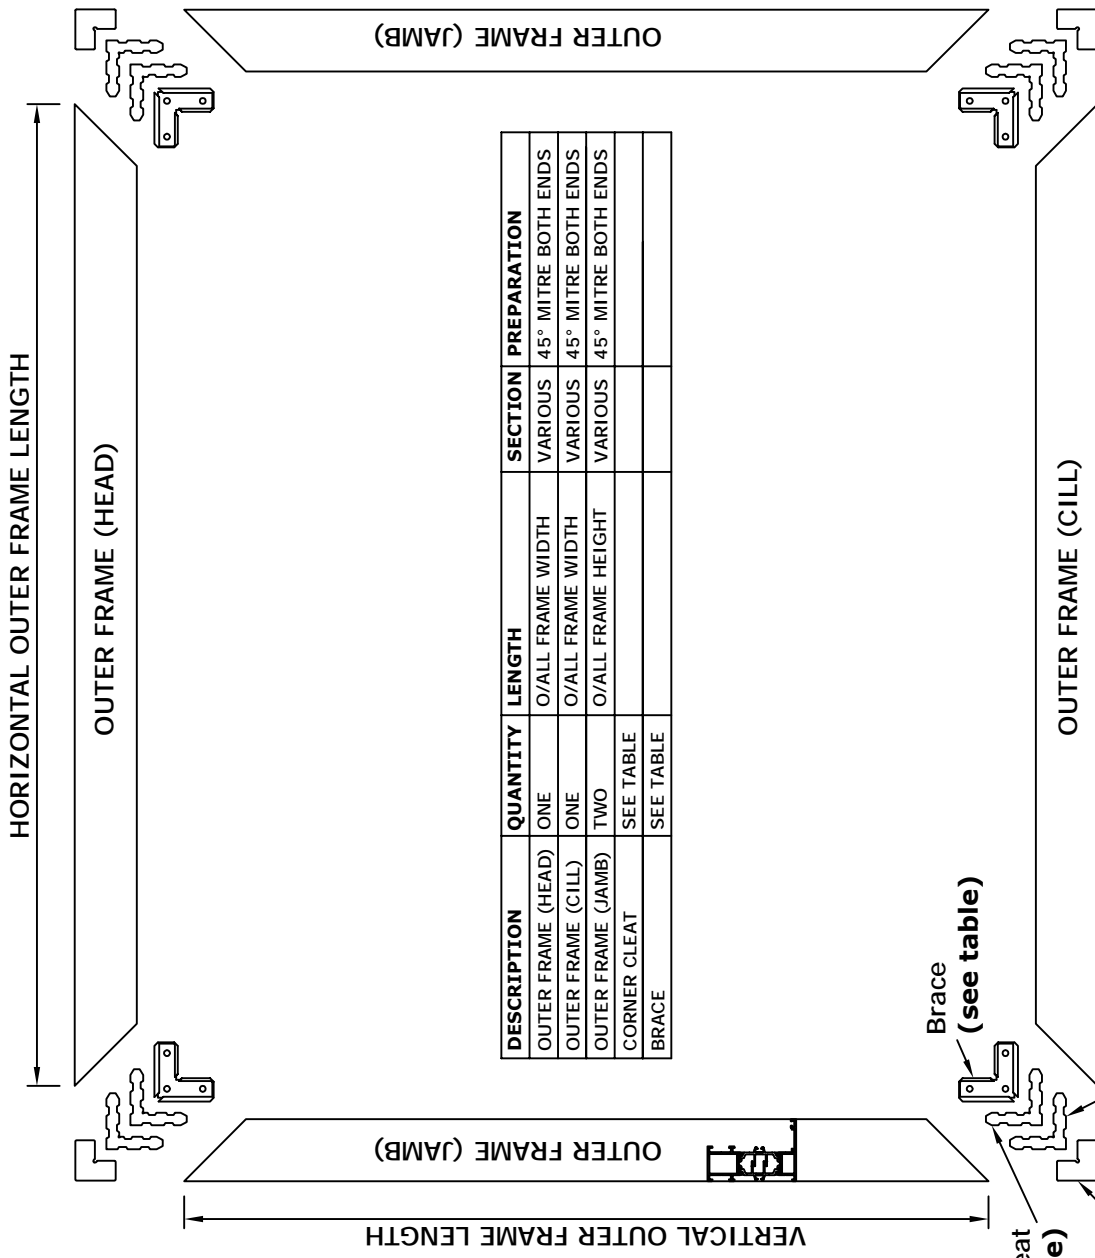 HORIZONTAL OUTER FRAME LENGTH
OUTER FRAME (HEAD)
OUTER FRAME (JAMB)
OUTER FRAME (JAMB)
VERTICAL OUTER FRAME LENGTH
DESCRIPTION QUANTITY LENGTH SECTION PREPARATION
OUTER FRAME (HEAD) ONE O/ALL FRAME WIDTH VARIOUS 45° MITRE BOTH ENDS
OUTER FRAME (CILL) ONE O/ALL FRAME WIDTH VARIOUS 45° MITRE BOTH ENDS
OUTER FRAME (JAMB) TWO O/ALL FRAME HEIGHT VARIOUS 45° MITRE BOTH ENDS
CORNER CLEAT SEE TABLE
BRACE SEE TABLE
Brace
(see table)
OUTER FRAME (CILL)
eat
e)